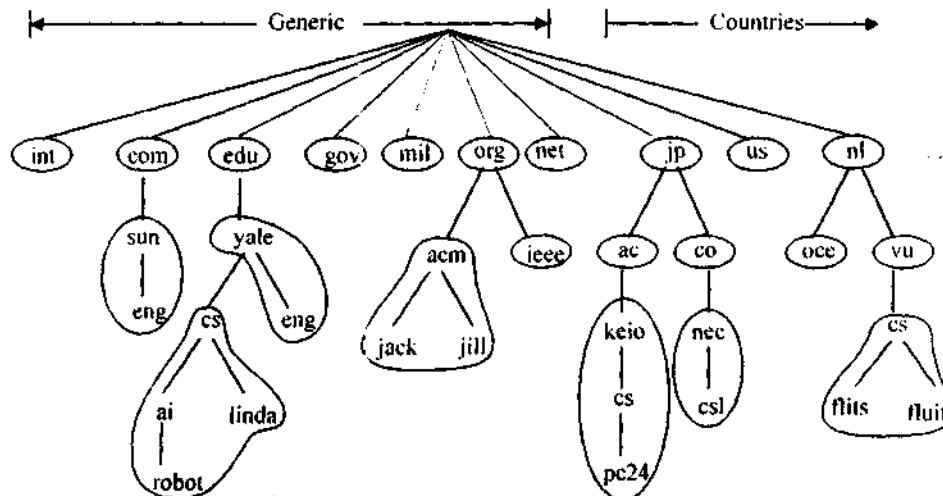 Generic Countries
int com edu gov mil org net jp us nl ....
sun yale acm ieee ac co oce vu
eng cs eng jack jill keio nec cs
ai linda cs csl flits fluit
robot pc24